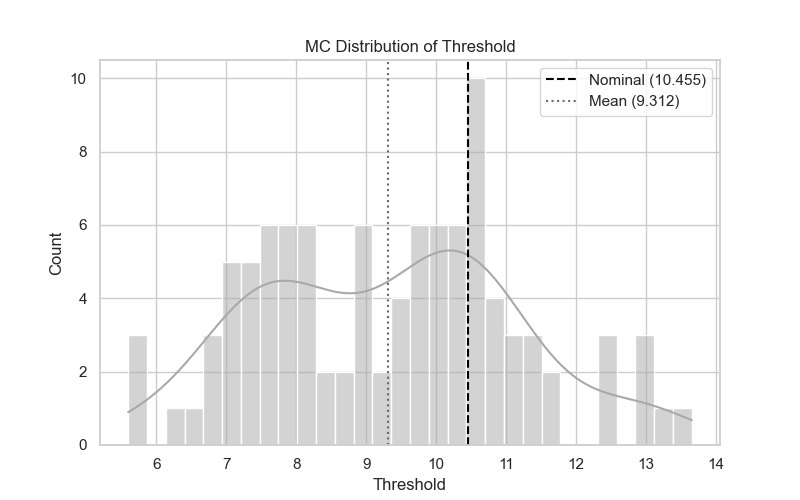 MC Distribution of Threshold
Nominal (10.455)
Mean (9.312)
10
8
6
4
2
0
Count
6 7 8 9 10 11 12 13 14
Threshold